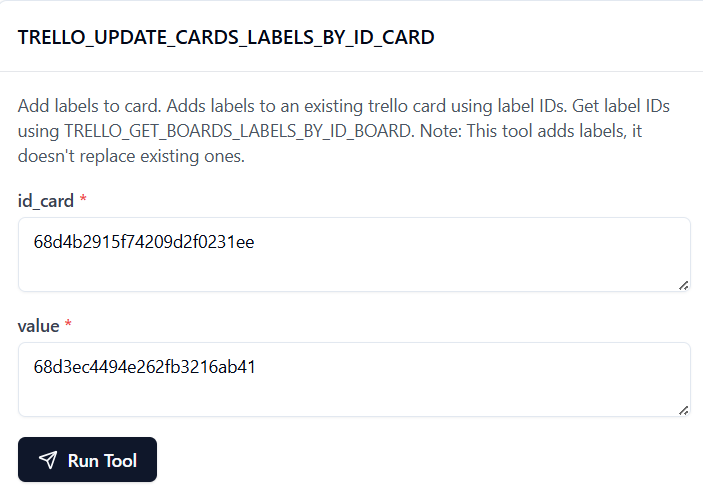 TRELLO_UPDATE_CARDS_LABELS_BY_ID_CARD
Add labels to card. Adds labels to an existing trello card using label IDs. Get label IDs
using TRELLO_GET_BOARDS_LABELS_BY_ID_BOARD. Note: This tool adds labels, it
doesn't replace existing ones.
id_card *
68d4b2915f74209d2f0231ee
value *
68d3ec4494e262fb3216ab41
Run Tool